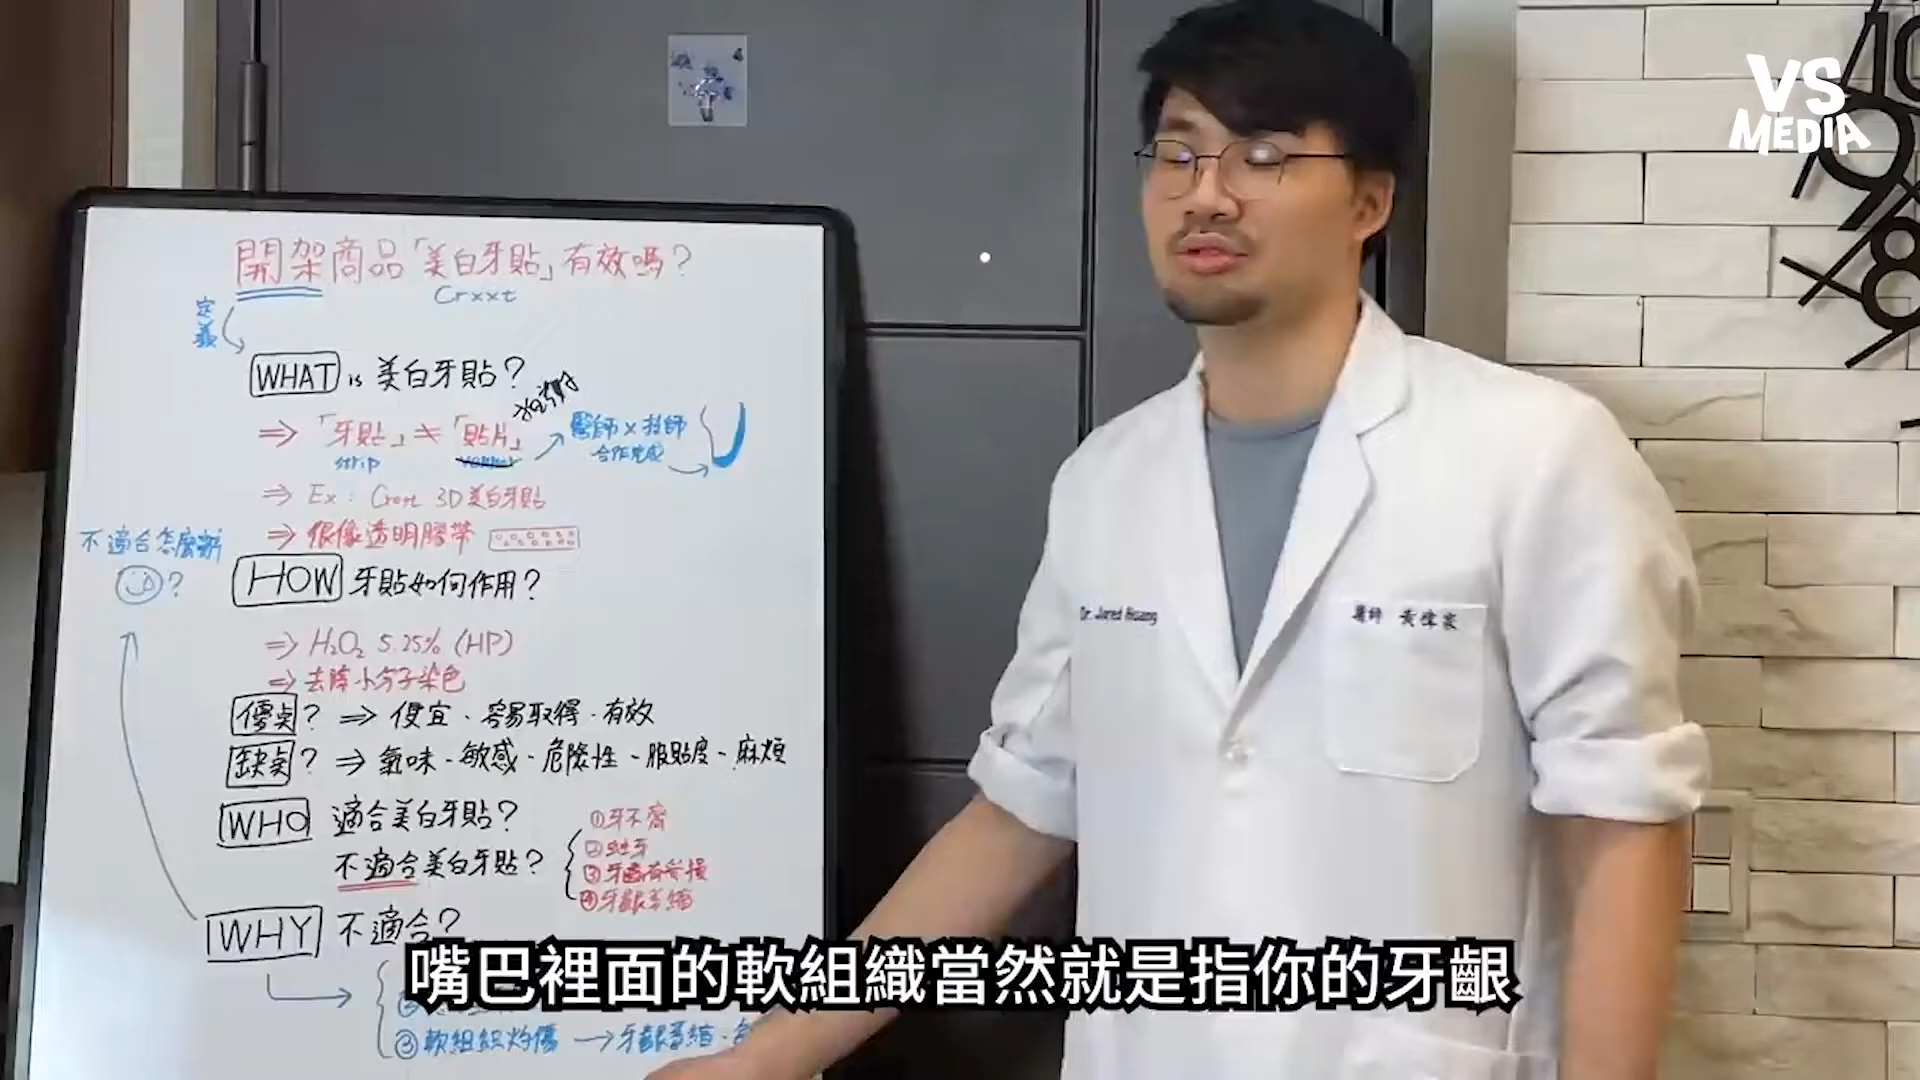 VS
MEDIA
開架商品「美白牙貼」有效嗎?
Crxxt
定義
WHAT is 美白牙貼?
⇒「牙貼」≠「貼片」
strip
醫師×技師
合作完成
⇒ Ex: Crest 3D美白牙貼
⇒ 很像透明膠帶
不適合怎麼辦
?
HOW 牙貼如何作用?
⇒ H2O2 5.25% (HP)
⇒ 去除小分子染色
優點? ⇒ 便宜、容易取得、有效
缺點? ⇒ 氣味、敏感、危險性、服貼度、麻煩
WHO 適合美白牙貼?
不適合美白牙貼?
①牙不齊
②蛀牙
③牙齒有受損
④牙齦萎縮
WHY 不適合?
③軟組織灼傷 → 牙齦萎縮、
Dr. Jared Huang
醫師 黃偉家
嘴巴裡面的軟組織當然就是指你的牙齦